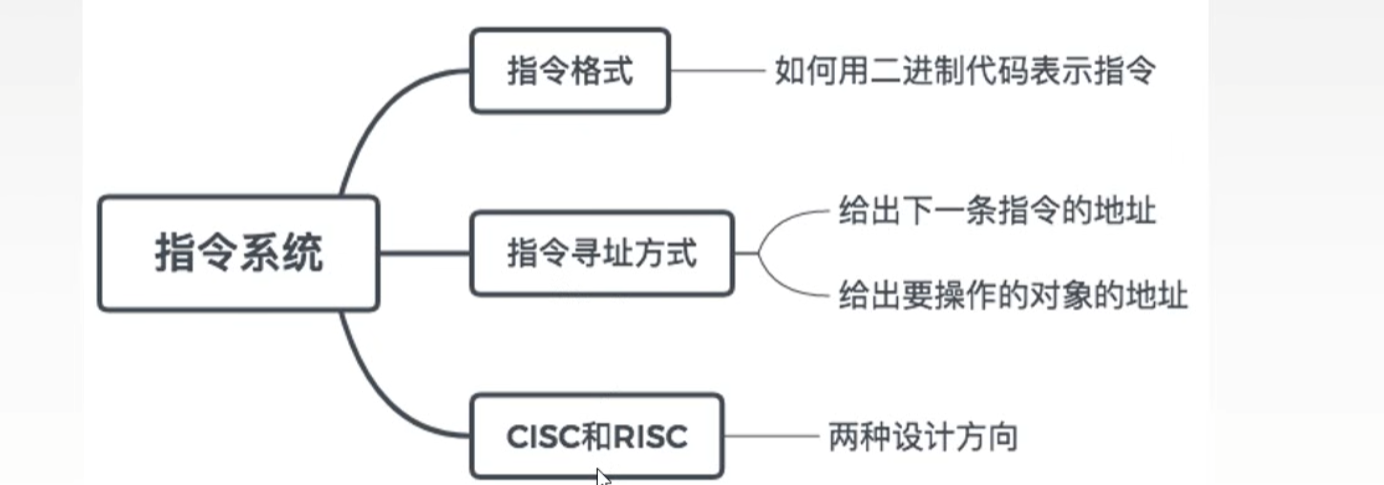 指令格式
如何用二进制代码表示指令
指令系统
指令寻址方式
给出下一条指令的地址
给出要操作的对象的地址
CISC和RISC
两种设计方向